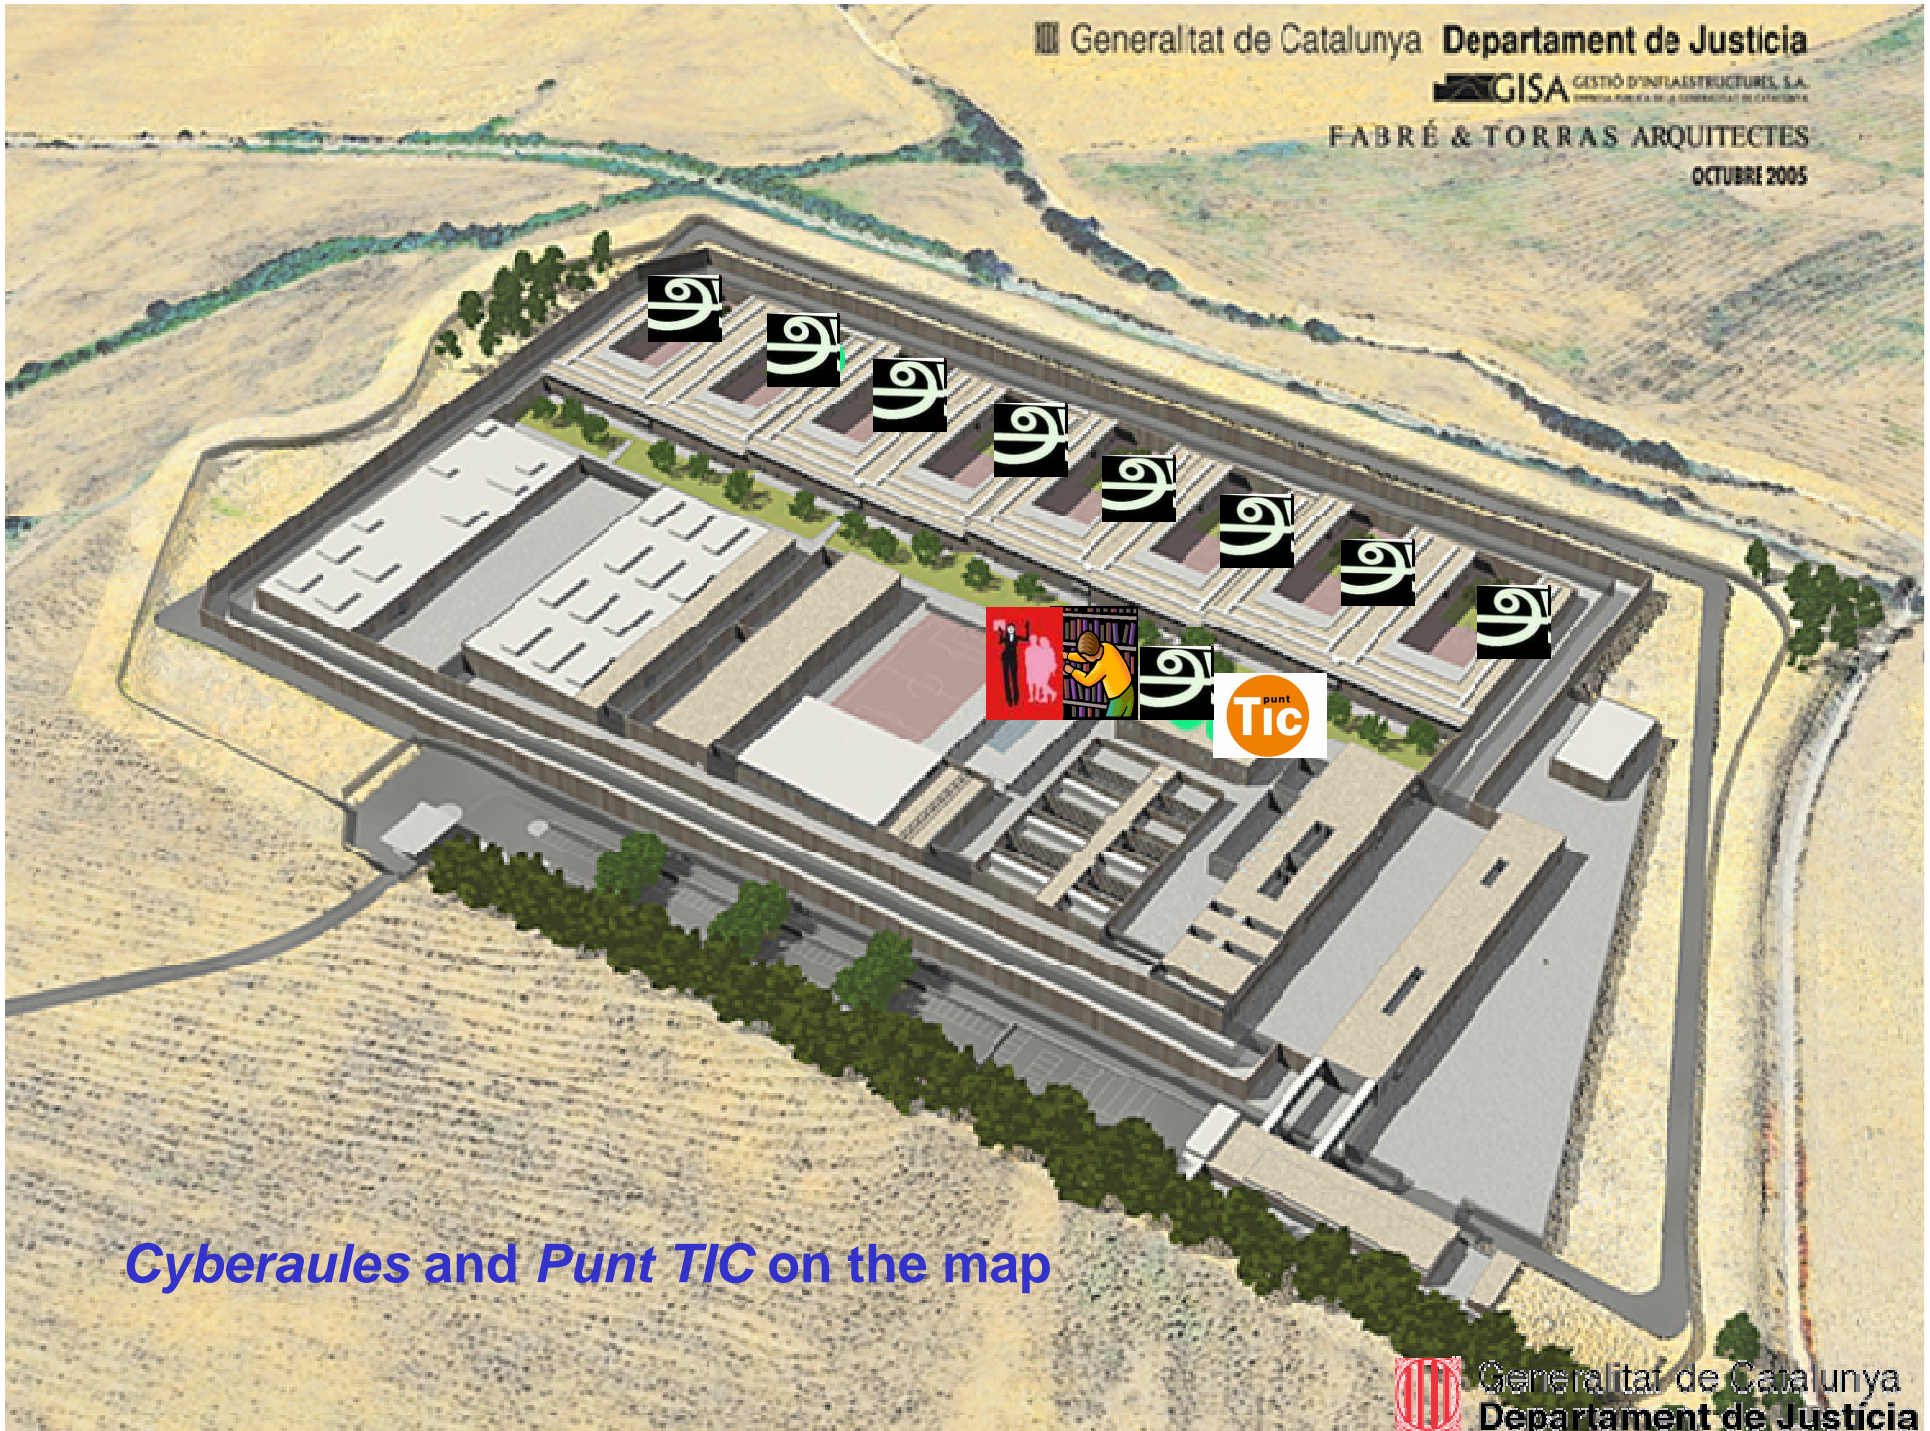 Generalitat de Catalunya Departament de Justícia
GISA GESTIÓ D'INFRAESTRUCTURES, S.A.
FABRÉ & TORRAS ARQUITECTES
OCTUBRE 2005
punt
TIC
Cyberaules and Punt TIC on the map
Generalitat de Catalunya
Departament de Justícia